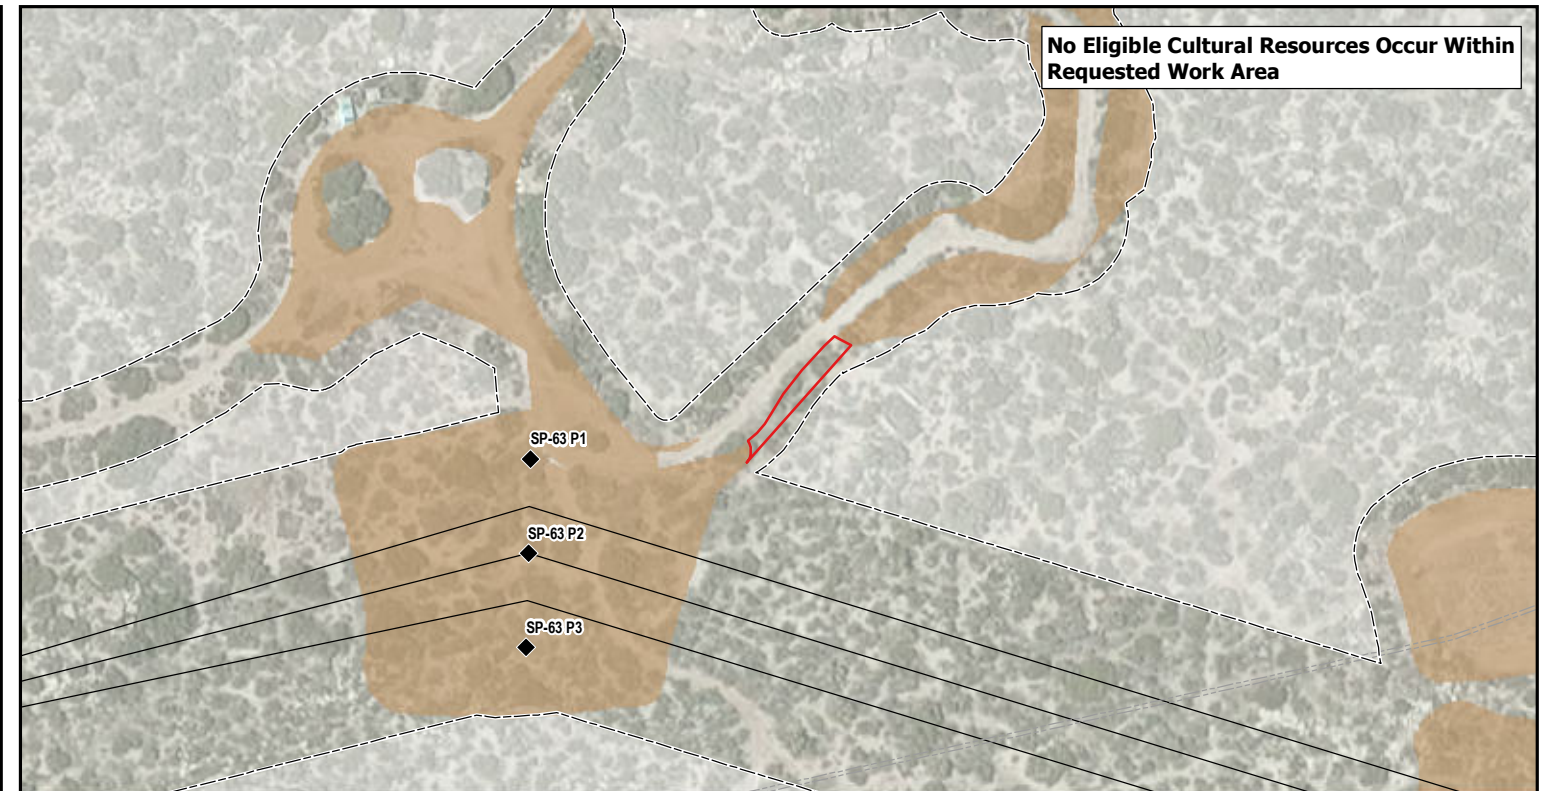 No Eligible Cultural Resources Occur Within
Requested Work Area
SP-63 P1
SP-63 P2
SP-63 P3